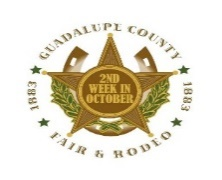 GUADALUPE COUNTY
1883
2ND
WEEK IN
OCTOBER
1883
FAIR & RODEO